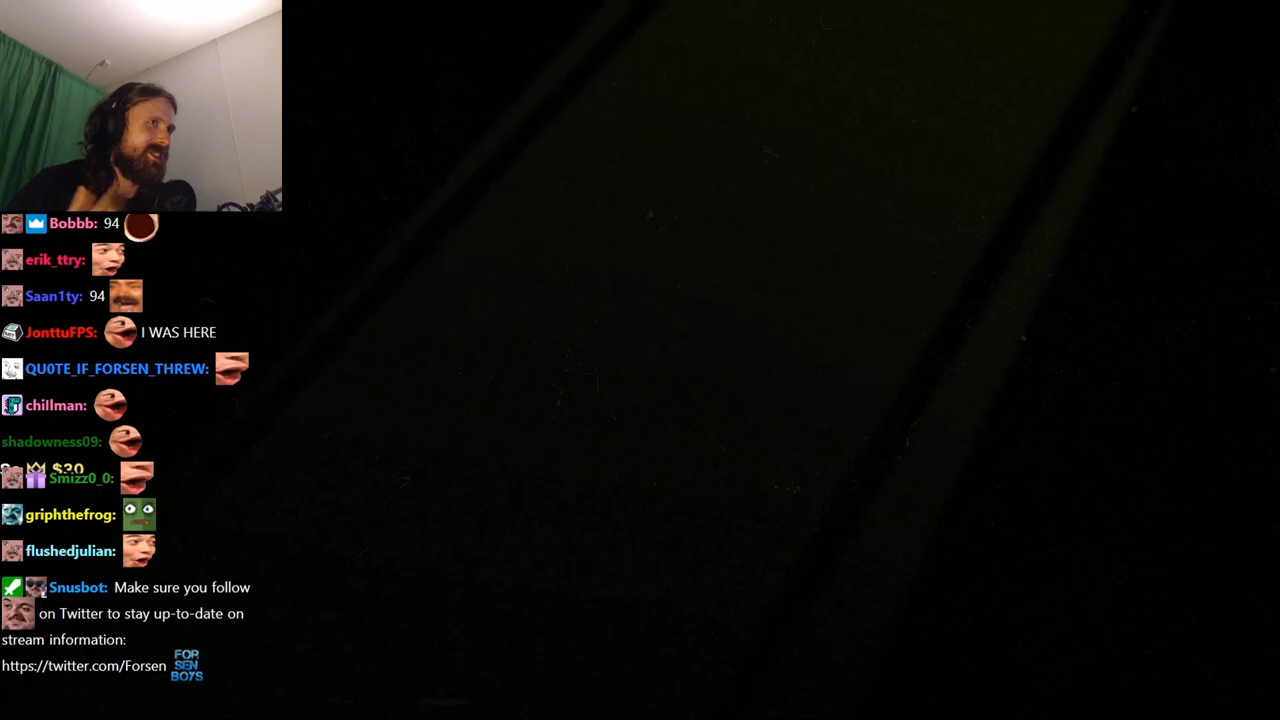 Bobbb: 94
erik_ttry:
Saan1ty: 94
JonttuFPS: I WAS HERE
QU0TE_IF_FORSEN_THREW:
chillman:
shadowness09:
$20
Smizz0_0:
griphthefrog:
flushedjulian:
Snusbot: Make sure you follow
on Twitter to stay up-to-date on
stream information:
https://twitter.com/Forsen FOR
SEN
BOYS